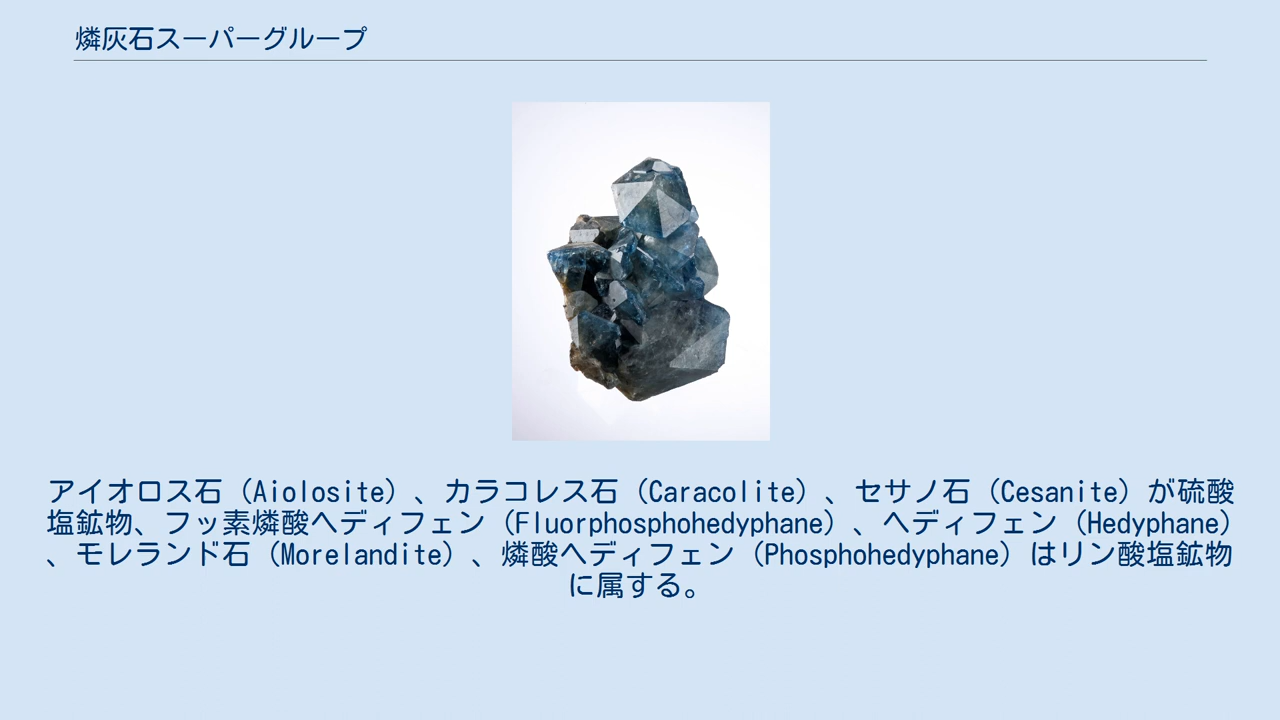 燐灰石スーパーグループ
アイオロス石（Aiolosite）、カラコレス石（Caracolite）、セサノ石（Cesanite）が硫酸
塩鉱物、フッ素燐酸ヘディフェン（Fluorphosphohedyphane）、ヘディフェン（Hedyphane）
、モレランド石（Morelandite）、燐酸ヘディフェン（Phosphohedyphane）はリン酸塩鉱物
に属する。